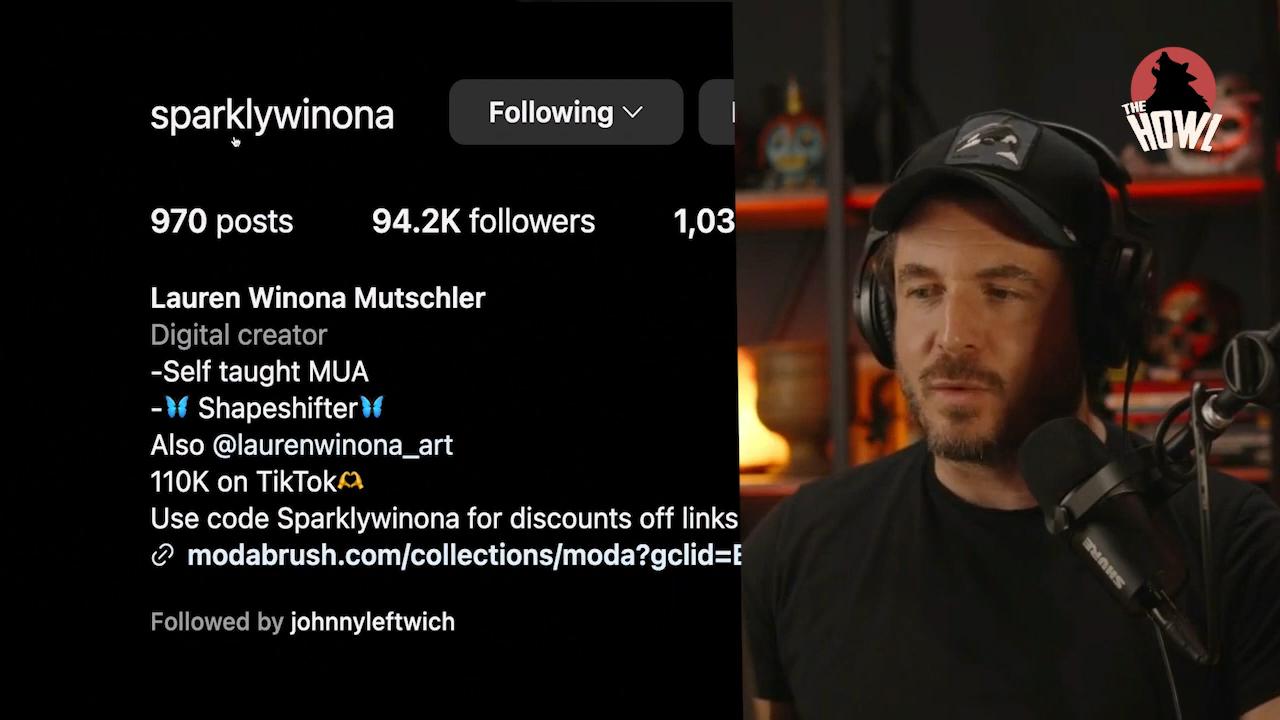 sparklywinona
Following
970 posts 94.2K followers 1,03
Lauren Winona Mutschler
Digital creator
-Self taught MUA
-🦋 Shapeshifter🦋
Also @laurenwinona_art
110K on TikTok🫶
Use code Sparklywinona for discounts off links
modabrush.com/collections/moda?gclid=E
Followed by johnnyleftwich
THE
HOWL
SHURE